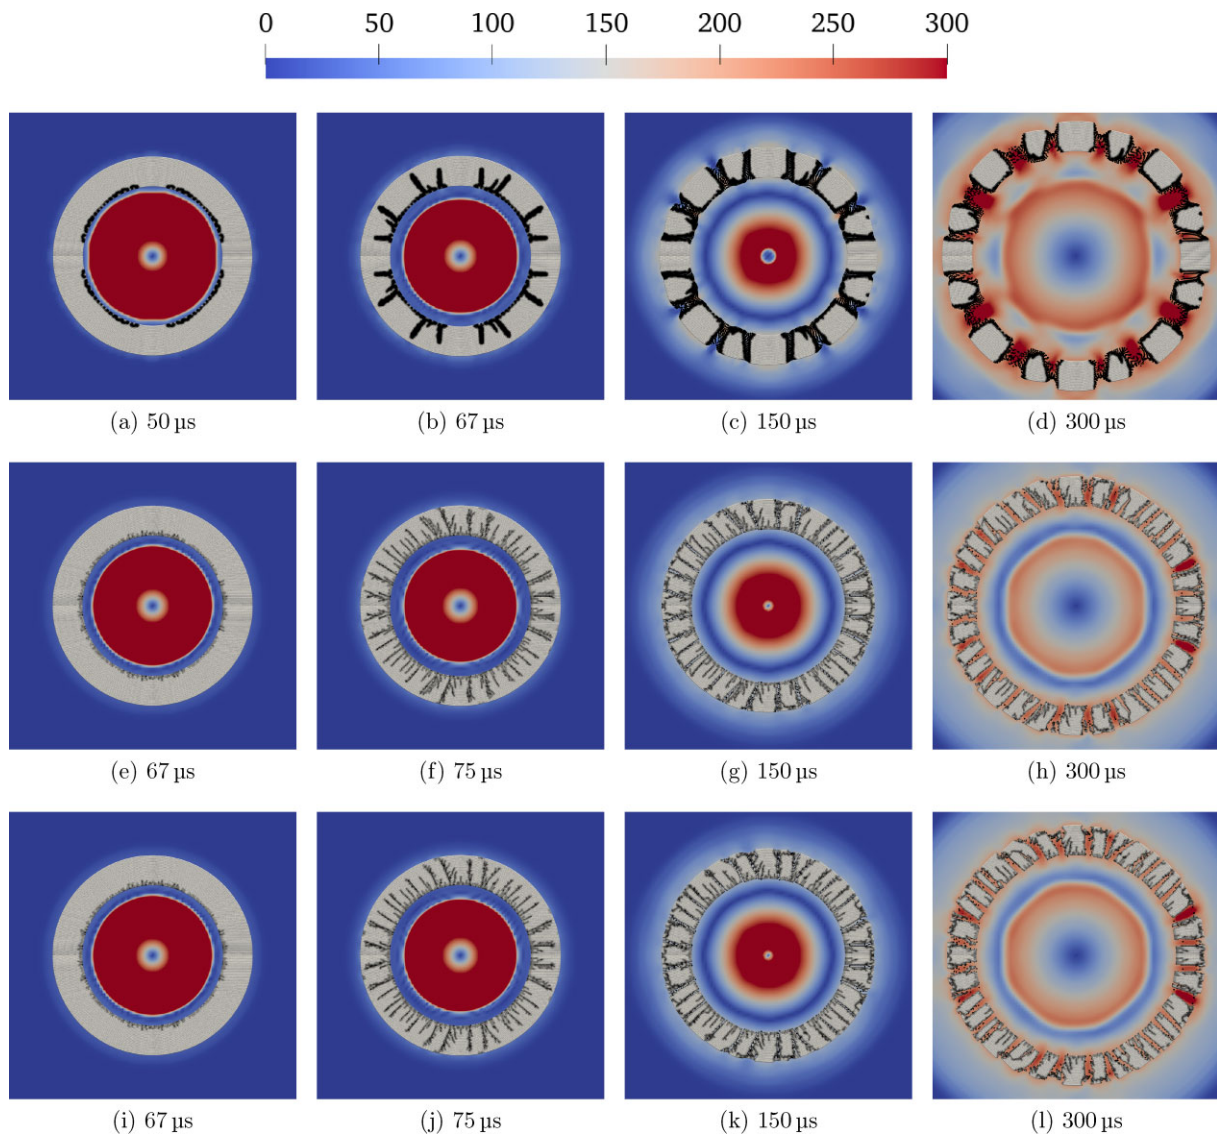 0 50 100 150 200 250 300
(a) 50 µs (b) 67 µs (c) 150 µs (d) 300 µs
(e) 67 µs (f) 75 µs (g) 150 µs (h) 300 µs
(i) 67 µs (j) 75 µs (k) 150 µs (l) 300 µs